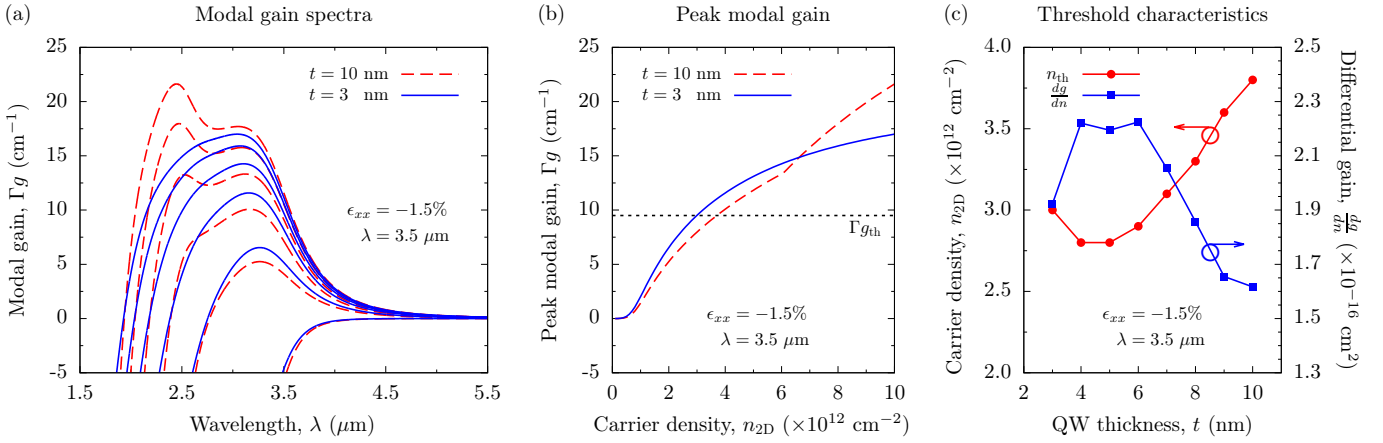 (a)
Modal gain spectra
Modal gain, Γg (cm⁻¹)
25
20
15
10
5
0
-5
t = 10 nm
t = 3 nm
ϵxx = −1.5%
λ = 3.5 μm
1.5
2.5
3.5
4.5
5.5
Wavelength, λ (μm)
(b)
Peak modal gain
Peak modal gain, Γg (cm⁻¹)
25
20
15
10
5
0
-5
t = 10 nm
t = 3 nm
Γgth
ϵxx = −1.5%
λ = 3.5 μm
0
2
4
6
8
10
Carrier density, n2D (×10¹² cm⁻²)
(c)
Threshold characteristics
Carrier density, n2D (×10¹² cm⁻²)
4.0
3.5
3.0
2.5
2.0
nth
dg/dn
ϵxx = −1.5%
λ = 3.5 μm
2
4
6
8
10
QW thickness, t (nm)
2.5
2.3
2.1
1.9
1.7
1.5
1.3
Differential gain, dg/dn (×10⁻¹⁶ cm²)